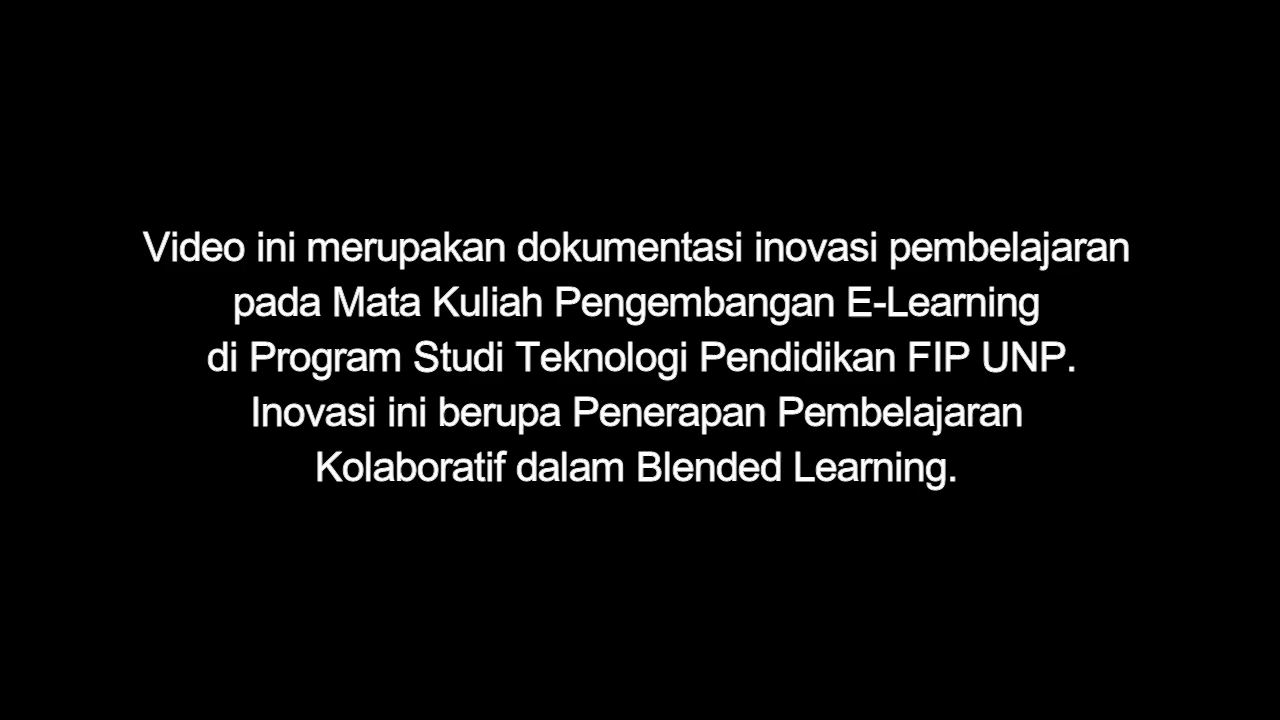 Video ini merupakan dokumentasi inovasi pembelajaran
pada Mata Kuliah Pengembangan E-Learning
di Program Studi Teknologi Pendidikan FIP UNP.
Inovasi ini berupa Penerapan Pembelajaran
Kolaboratif dalam Blended Learning.